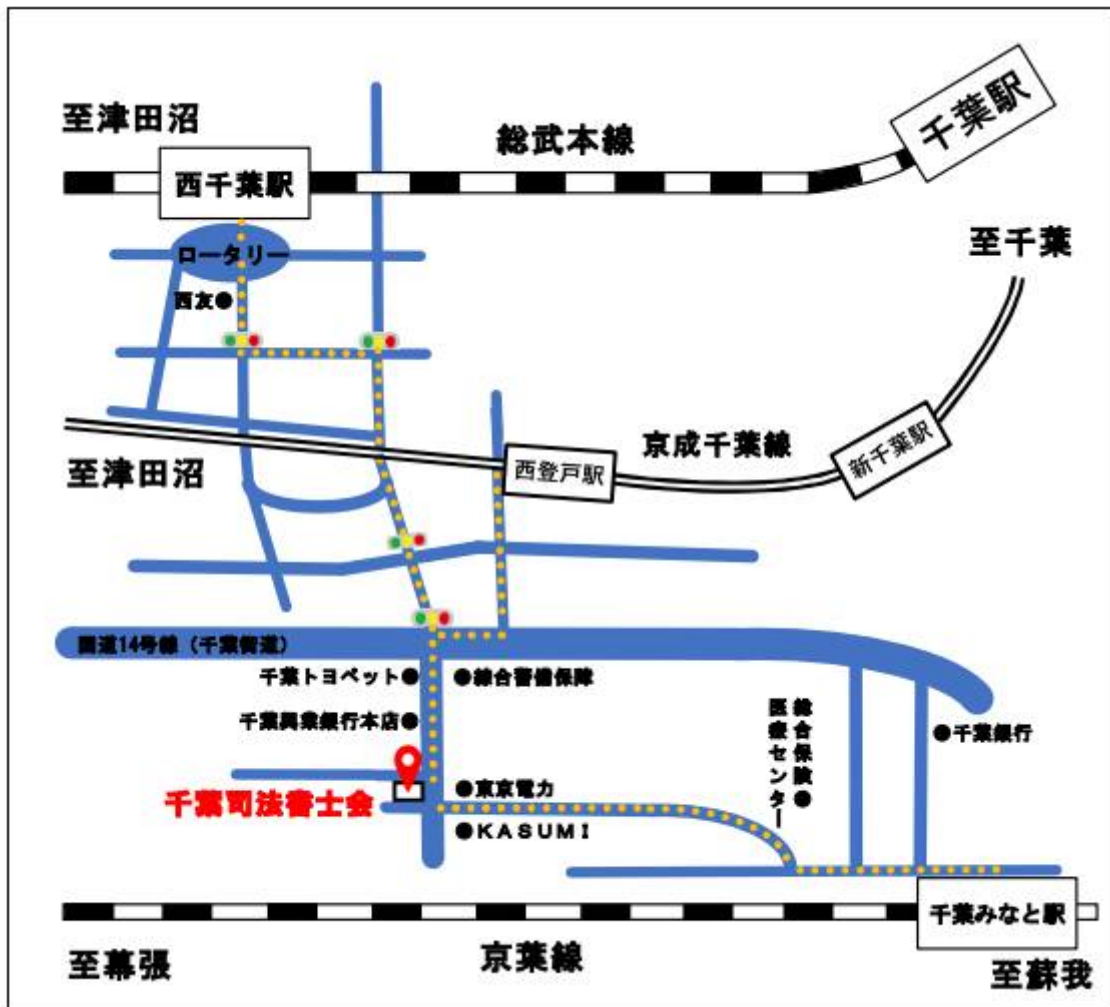 至津田沼
総武本線
千葉駅
西千葉駅
ロータリー
至千葉
西友●
京成千葉線
新千葉駅
至津田沼
西登戸駅
国道14号線（千葉街道）
千葉トヨペット●
●綜合警備保障
千葉興業銀行本店●
総合保険●
医療センター
●千葉銀行
●東京電力
千葉司法書士会
●ＫＡＳＵＭＩ
千葉みなと駅
至幕張
京葉線
至蘇我